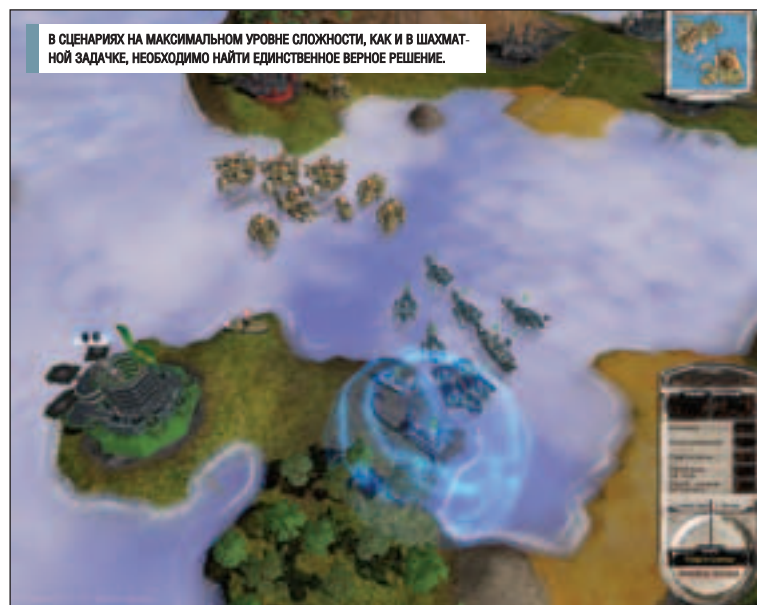 В СЦЕНАРИЯХ НА МАКСИМАЛЬНОМ УРОВНЕ СЛОЖНОСТИ, КАК И В ШАХМАТ-
НОЙ ЗАДАЧКЕ, НЕОБХОДИМО НАЙТИ ЕДИНСТВЕННОЕ ВЕРНОЕ РЕШЕНИЕ.